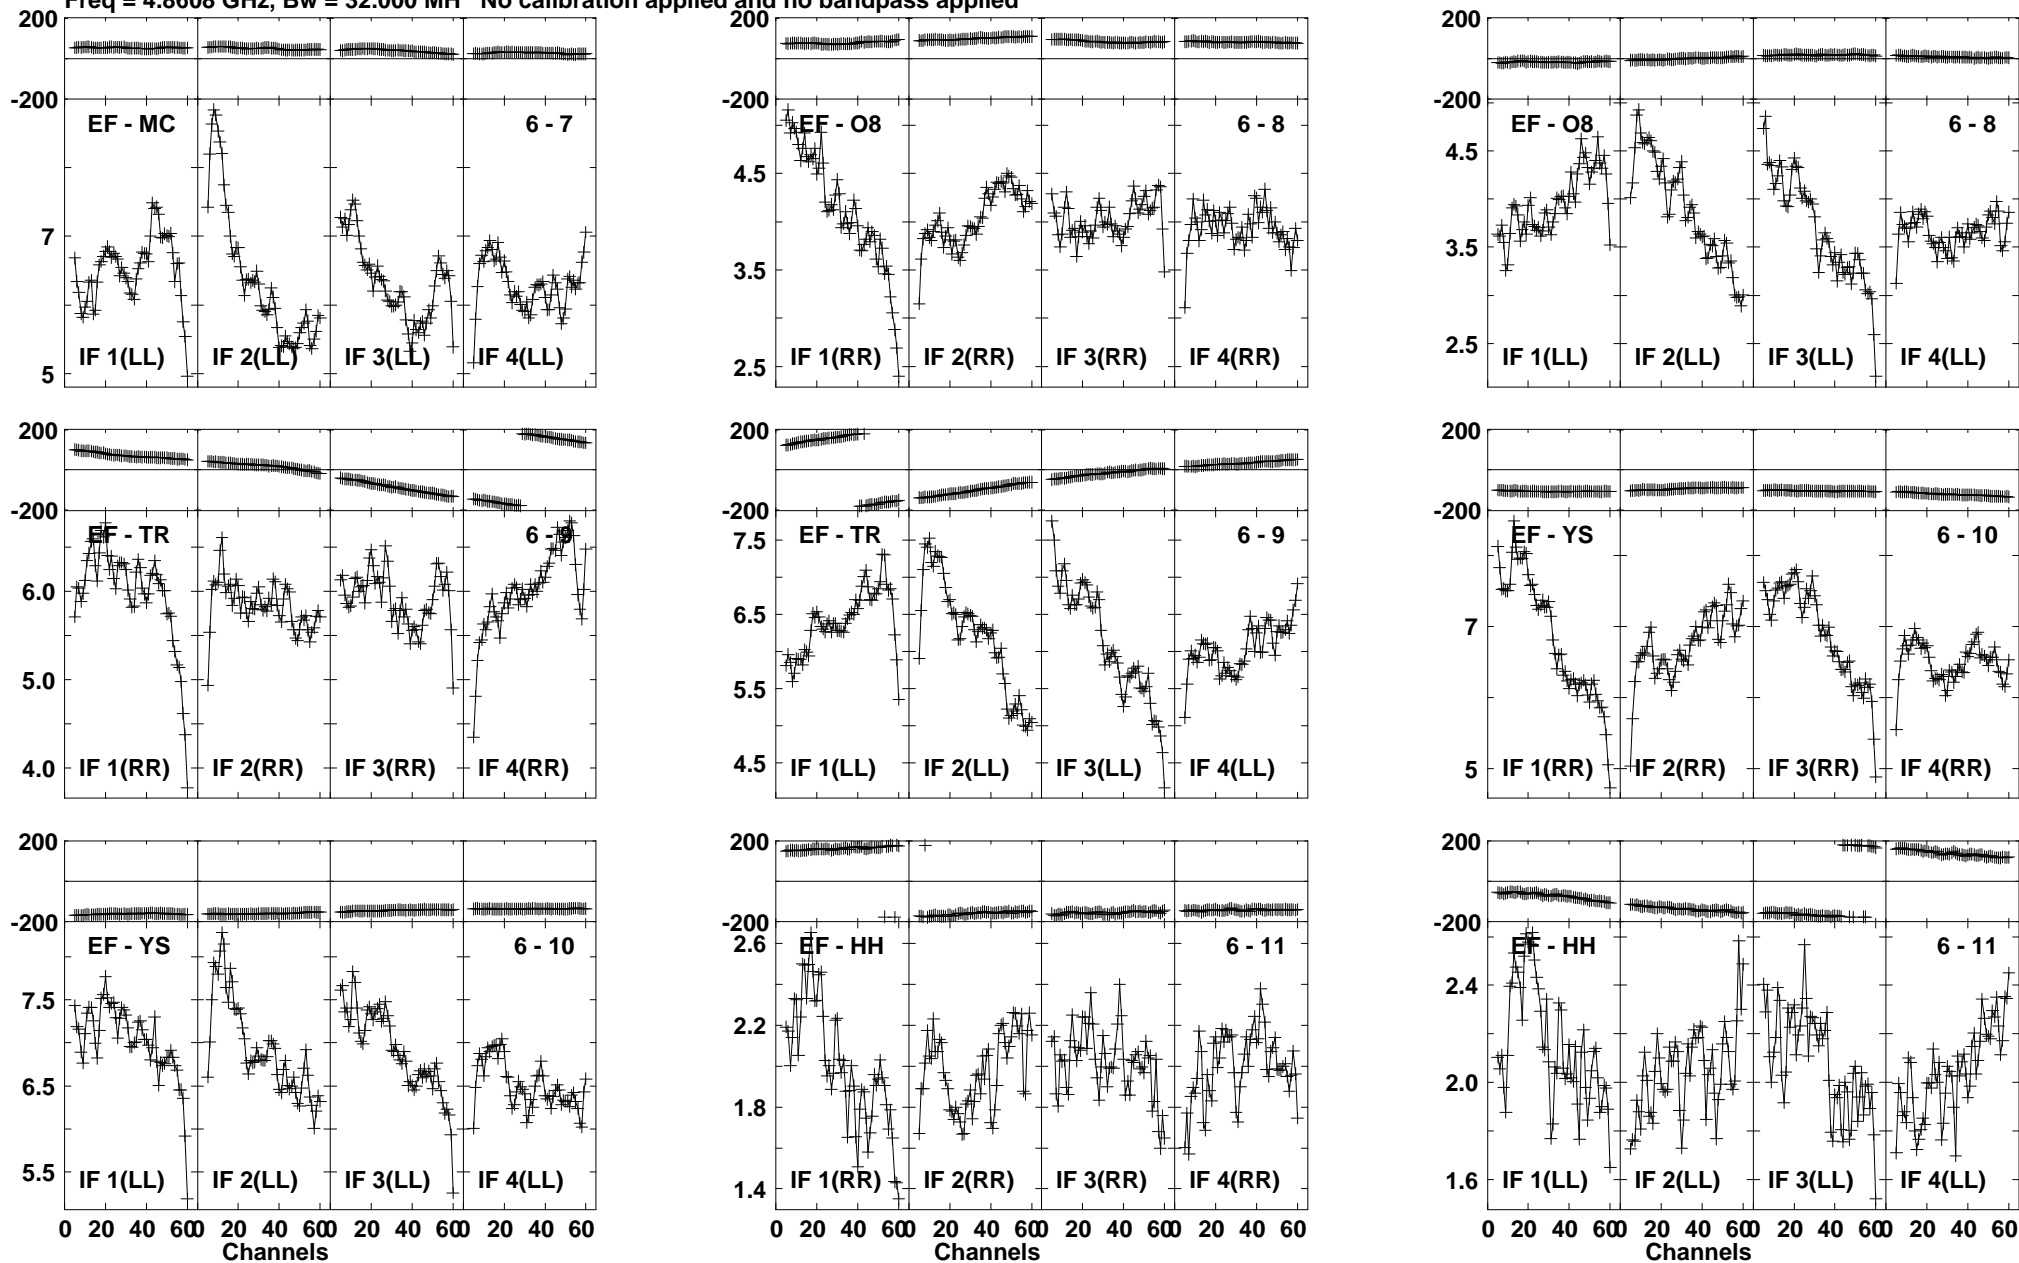 Freq = 4.8608 GHz, Bw = 32.000 MH No calibration applied and no bandpass applied
200
-200
EF - MC 6 - 7
7
5
IF 1(LL) IF 2(LL) IF 3(LL) IF 4(LL)
200
-200
EF - O8 6 - 8
4.5
3.5
2.5
IF 1(RR) IF 2(RR) IF 3(RR) IF 4(RR)
200
-200
EF - O8 6 - 8
4.5
3.5
2.5
IF 1(LL) IF 2(LL) IF 3(LL) IF 4(LL)
200
-200
EF - TR 6 - 9
6.0
5.0
4.0
IF 1(RR) IF 2(RR) IF 3(RR) IF 4(RR)
200
-200
EF - TR 6 - 9
7.5
6.5
5.5
4.5
IF 1(LL) IF 2(LL) IF 3(LL) IF 4(LL)
200
-200
EF - YS 6 - 10
7
5
IF 1(RR) IF 2(RR) IF 3(RR) IF 4(RR)
200
-200
EF - YS 6 - 10
7.5
6.5
5.5
IF 1(LL) IF 2(LL) IF 3(LL) IF 4(LL)
0 20 40 60 0 20 40 60 0 20 40 60 0 20 40 60
Channels
200
-200
EF - HH 6 - 11
2.6
2.2
1.8
1.4
IF 1(RR) IF 2(RR) IF 3(RR) IF 4(RR)
0 20 40 60 0 20 40 60 0 20 40 60 0 20 40 60
Channels
200
-200
EF - HH 6 - 11
2.4
2.0
1.6
IF 1(LL) IF 2(LL) IF 3(LL) IF 4(LL)
0 20 40 60 0 20 40 60 0 20 40 60 0 20 40 60
Channels